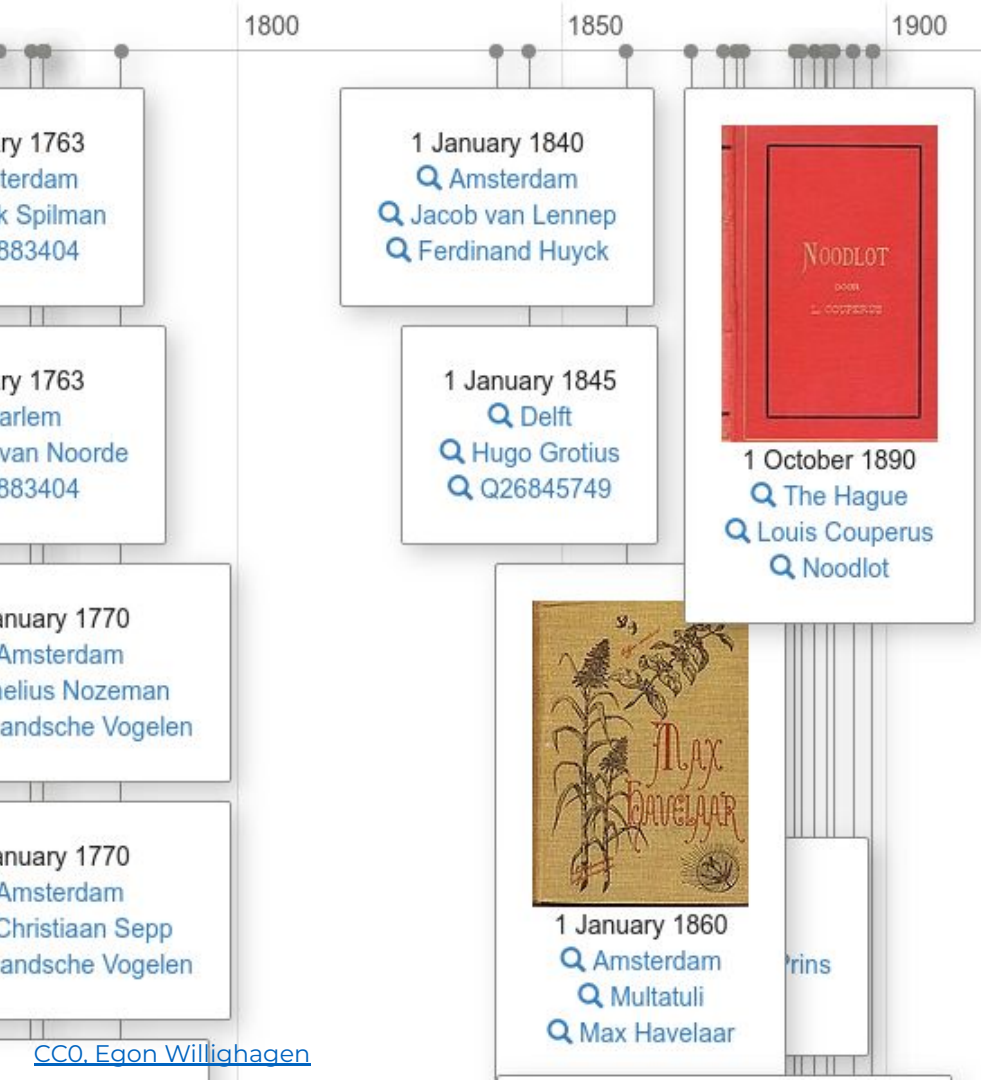 1800
1850
1900
ry 1763
terdam
k Spilman
883404
1 January 1840
Amsterdam
Jacob van Lennep
Ferdinand Huyck
NOODLOT
DOOR
L. COUPERUS
1 October 1890
The Hague
Louis Couperus
Noodlot
ry 1763
arlem
van Noorde
883404
1 January 1845
Delft
Hugo Grotius
Q26845749
anuary 1770
Amsterdam
nelius Nozeman
andsche Vogelen
MAX
HAVELAAR
1 January 1860
Amsterdam
Multatuli
Max Havelaar
anuary 1770
Amsterdam
Christiaan Sepp
andsche Vogelen
Prins
CC0, Egon Willighagen